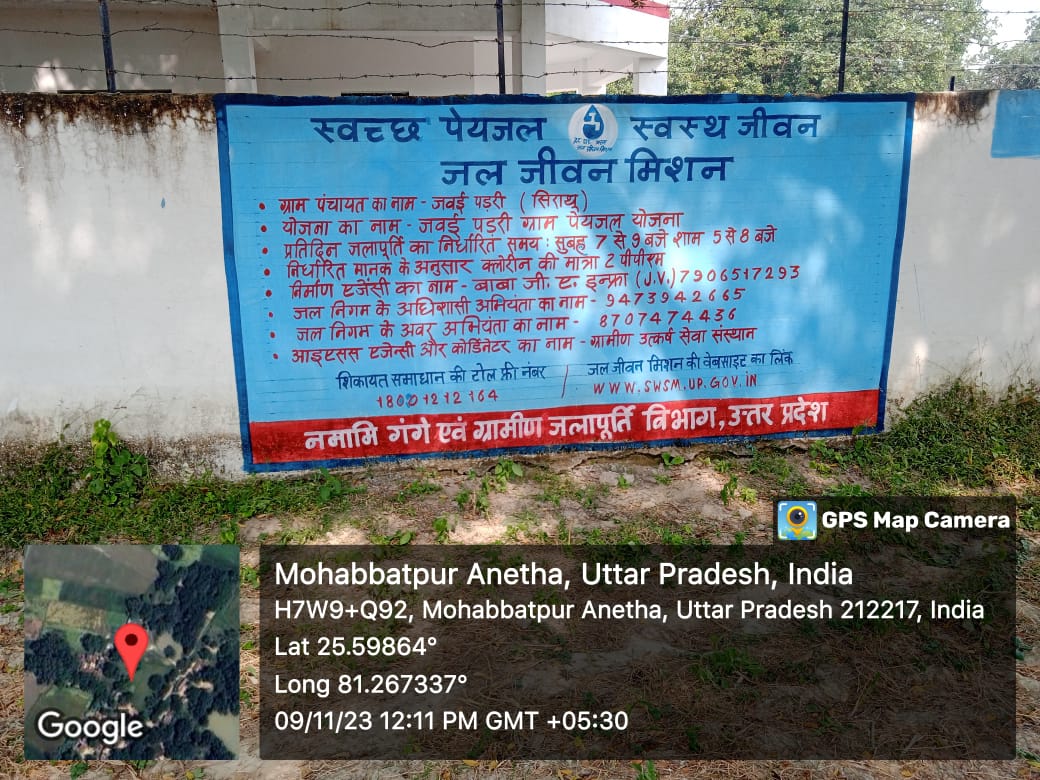 स्वच्छ पेयजल स्वस्थ जीवन
जल जीवन मिशन
• ग्राम पंचायत का नाम - जवई पड़री (सिराथू)
• योजना का नाम - जवई पड़री ग्राम पेयजल योजना
• प्रतिदिन जलापूर्ति का निर्धारित समय: सुबह 7 से 9 बजे शाम 5 से 8 बजे
• निर्धारित मानक के अनुसार क्लोरीन की मात्रा 2 पीपीएम
• निर्माण एजेंसी का नाम - बाबा जी. ए. इन्फ्रा (J.V.) 7906517293
• जल निगम के अधिशासी अभियंता का नाम - 9473942665
• जल निगम के अवर अभियंता का नाम - 8707474436
• आइएसस एजेन्सी और कोर्डिनेटर का नाम - ग्रामीण उत्कर्ष सेवा संस्थान
शिकायत समाधान की टोल फ्री नंबर / जल जीवन मिशन की वेबसाइट का लिंक
18001212164 WWW.SWSM.UP.GOV.IN
नमामि गंगे एवं ग्रामीण जलापूर्ति विभाग, उत्तर प्रदेश
GPS Map Camera
Mohabbatpur Anetha, Uttar Pradesh, India
H7W9+Q92, Mohabbatpur Anetha, Uttar Pradesh 212217, India
Lat 25.59864°
Long 81.267337°
09/11/23 12:11 PM GMT +05:30
Google